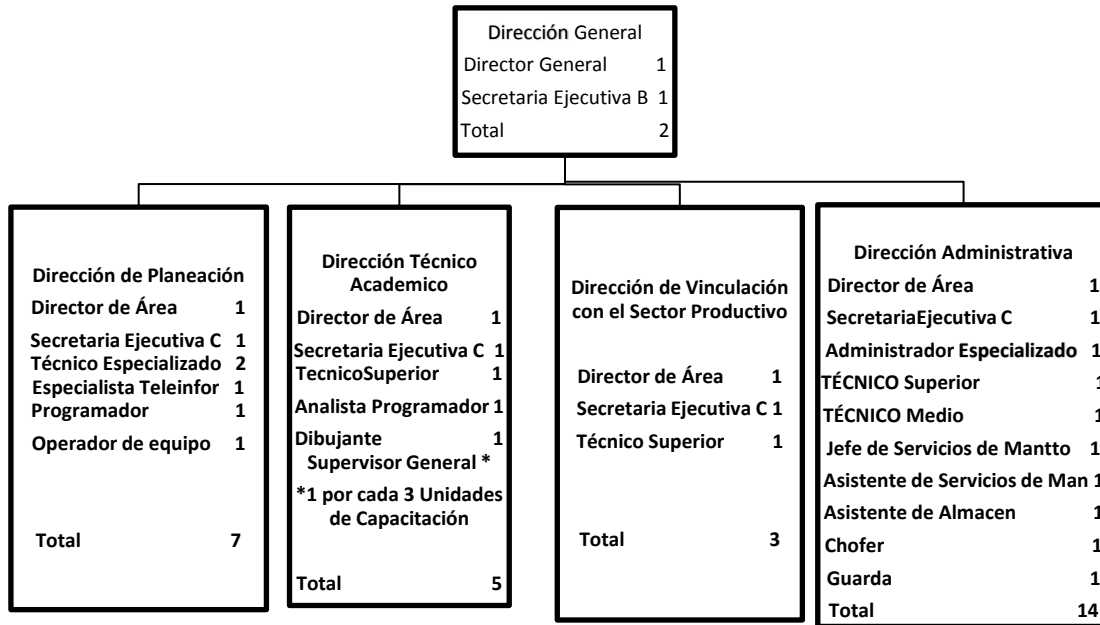 Dirección General
Director General 1
Secretaria Ejecutiva B 1
Total 2
Dirección de Planeación
Director de Área 1
Secretaria Ejecutiva C 1
Técnico Especializado 2
Especialista Teleinfor 1
Programador 1
Operador de equipo 1
Total 7
Dirección Técnico
Academico
Director de Área 1
Secretaria Ejecutiva C 1
TecnicoSuperior 1
Analista Programador 1
Dibujante 1
Supervisor General *
*1 por cada 3 Unidades
de Capacitación
Total 5
Dirección de Vinculación
con el Sector Productivo
Director de Área 1
Secretaria Ejecutiva C 1
Técnico Superior 1
Total 3
Dirección Administrativa
Director de Área 1
SecretariaEjecutiva C 1
Administrador Especializado 1
TÉCNICO Superior 1
TÉCNICO Medio 1
Jefe de Servicios de Mantto 1
Asistente de Servicios de Man 1
Asistente de Almacen 1
Chofer 1
Guarda 1
Total 14